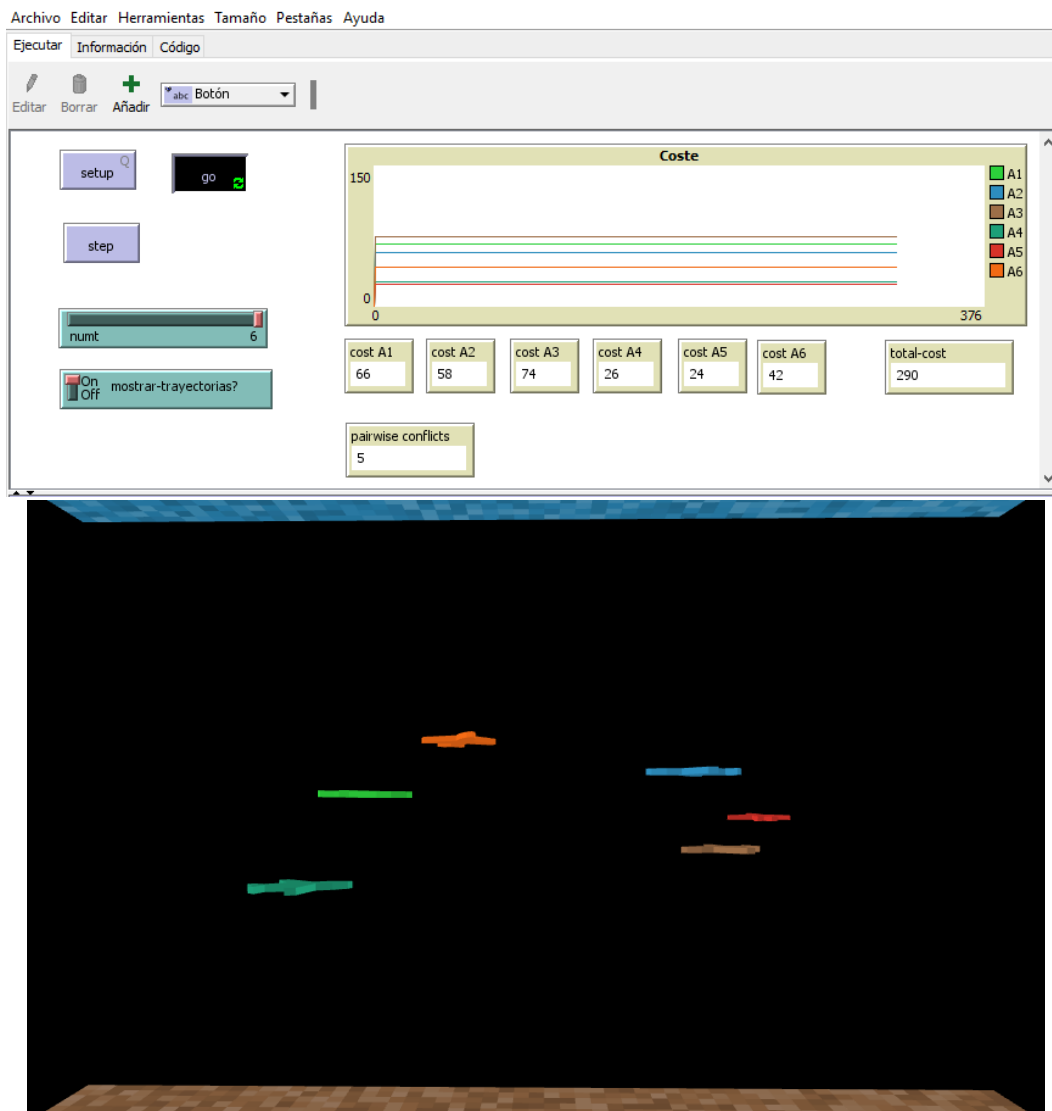 Archivo Editar Herramientas Tamaño Pestañas Ayuda
Ejecutar Información Código
Editar Borrar Añadir abc Botón
setup Q go
step
numt 6
On
Off mostrar-trayectorias?
Coste
150
0
0 376
A1
A2
A3
A4
A5
A6
cost A1 cost A2 cost A3 cost A4 cost A5 cost A6 total-cost
66 58 74 26 24 42 290
pairwise conflicts
5